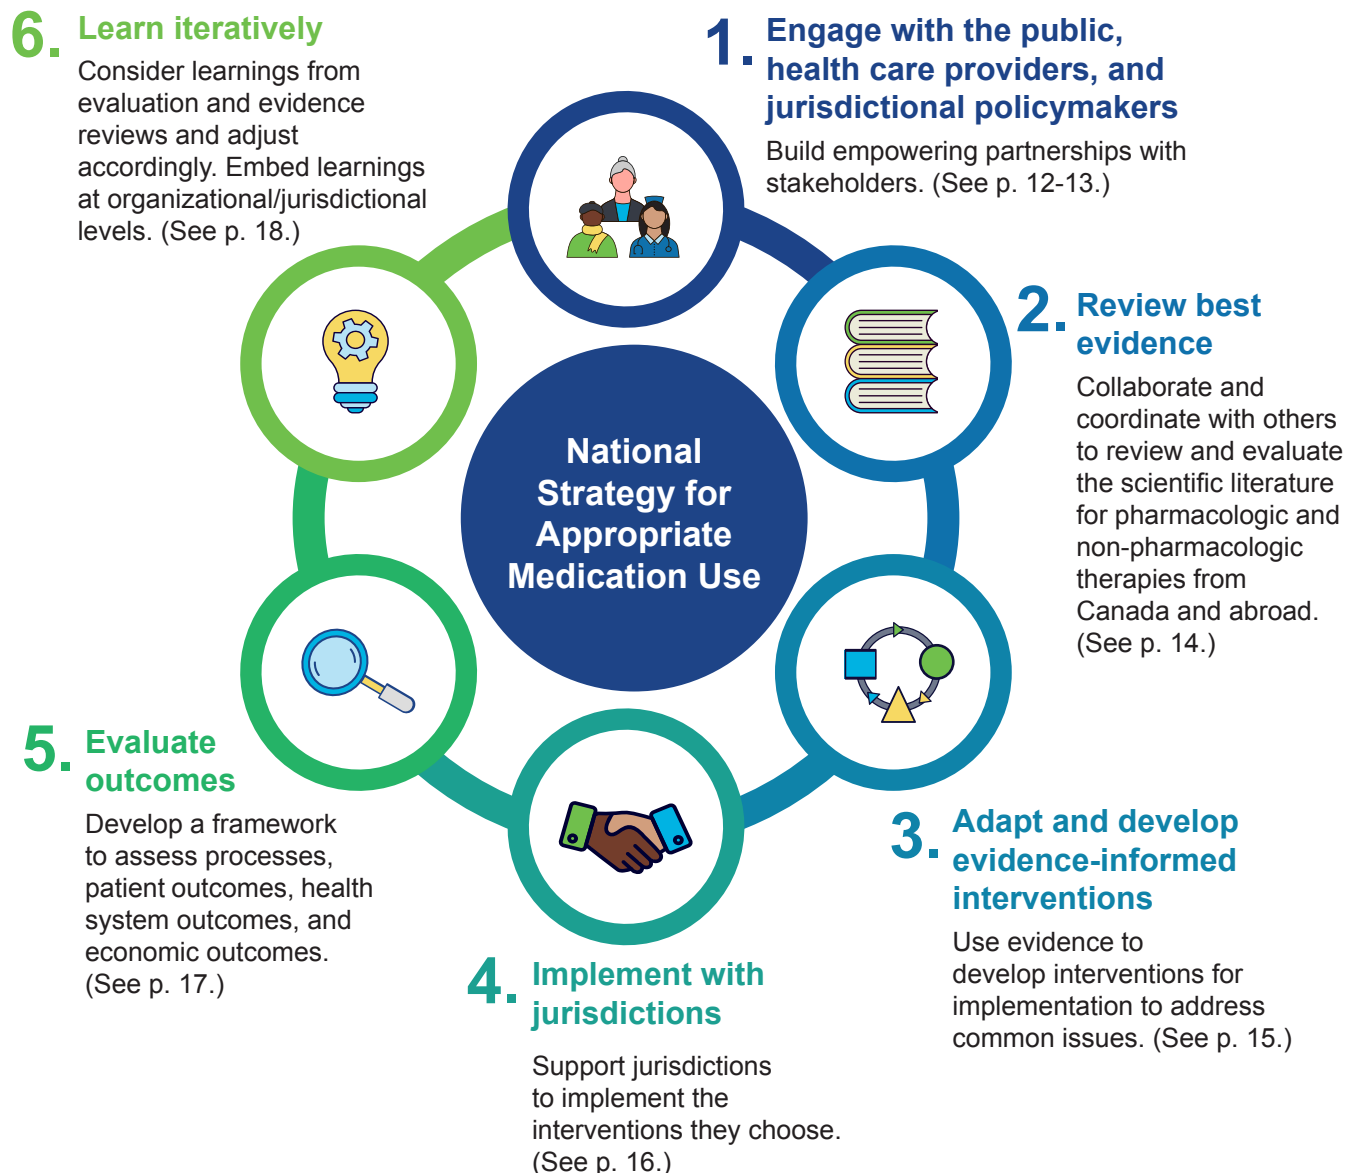 National
Strategy for
Appropriate
Medication Use
1. Engage with the public,
health care providers, and
jurisdictional policymakers
Build empowering partnerships with
stakeholders. (See p. 12-13.)
2. Review best
evidence
Collaborate and
coordinate with others
to review and evaluate
the scientific literature
for pharmacologic and
non-pharmacologic
therapies from
Canada and abroad.
(See p. 14.)
3. Adapt and develop
evidence-informed
interventions
Use evidence to
develop interventions for
implementation to address
common issues. (See p. 15.)
4. Implement with
jurisdictions
Support jurisdictions
to implement the
interventions they choose.
(See p. 16.)
5. Evaluate
outcomes
Develop a framework
to assess processes,
patient outcomes, health
system outcomes, and
economic outcomes.
(See p. 17.)
6. Learn iteratively
Consider learnings from
evaluation and evidence
reviews and adjust
accordingly. Embed learnings
at organizational/jurisdictional
levels. (See p. 18.)